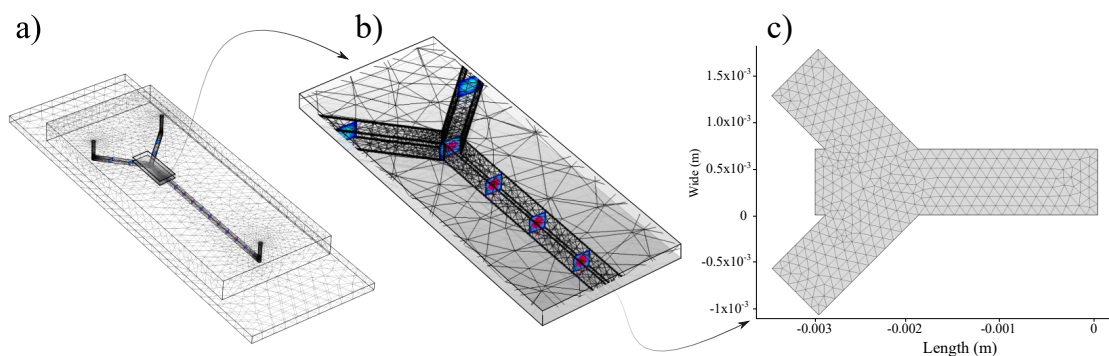 a)
b)
c)
1.5x10-3
1.0x10-3
0.5x10-3
0
-0.5x10-3
-1x10-3
Wide (m)
-0.003
-0.002
-0.001
0
Length (m)